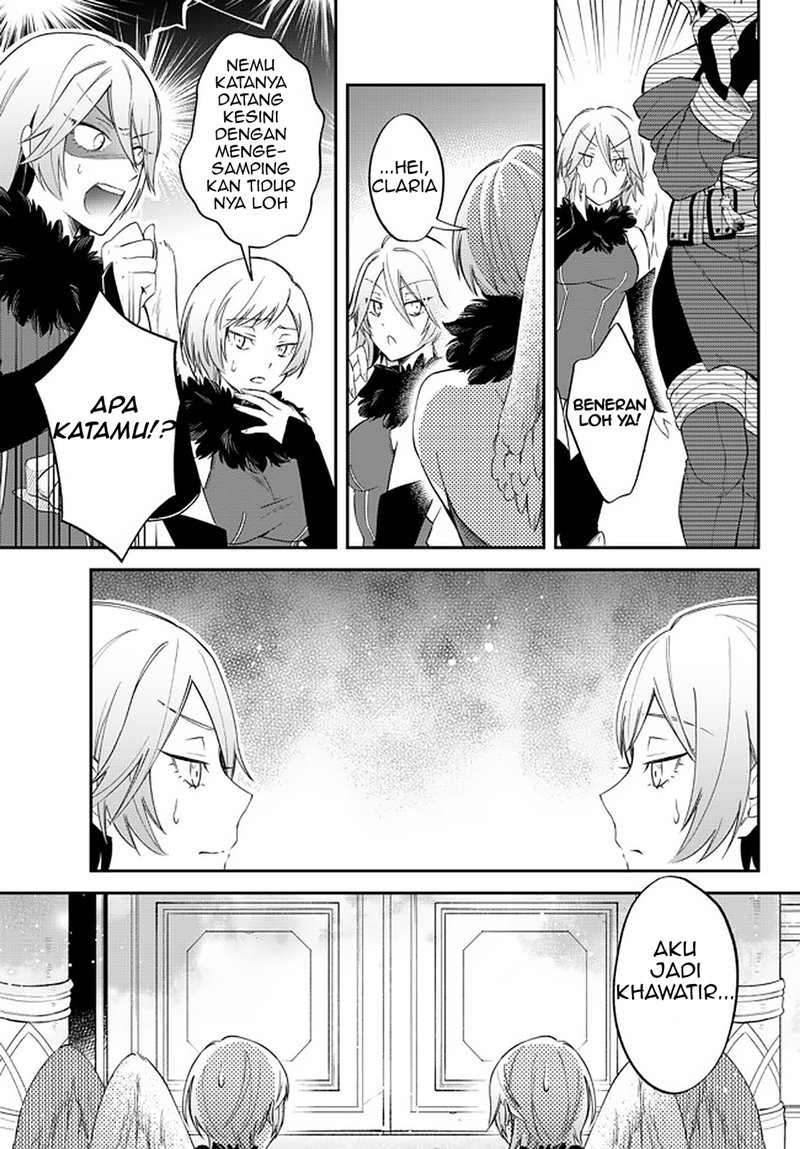 BENERAN
LOH YA!
...HEI,
CLARIA
NEMU
KATANYA
DATANG
KESINI
DENGAN
MENGE-
SAMPING
KAN TIDUR
NYA LOH
APA
KATAMU!?
AKU
JADI
KHAWATIR...